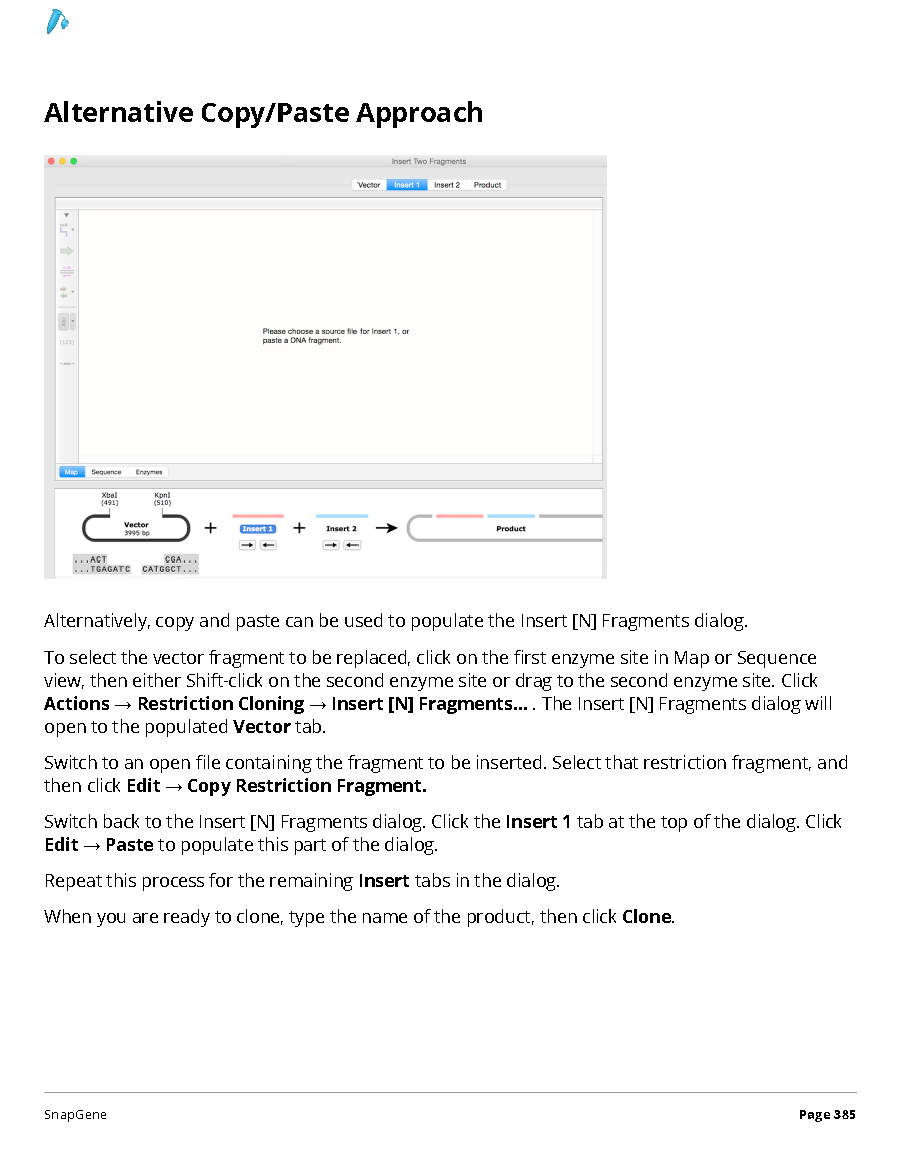 Alternative Copy/Paste Approach
Insert Two Fragments
Vector Insert 1 Insert 2 Product
Please choose a source file for Insert 1, or
paste a DNA fragment.
Map Sequence Enzymes
XbaI KpnI
(491) (510)
Vector
3995 bp
+ Insert 1 + Insert 2 → Product
...ACT CGA...
...TGAGATC CATGGCT...
Alternatively, copy and paste can be used to populate the Insert [N] Fragments dialog.
To select the vector fragment to be replaced, click on the first enzyme site in Map or Sequence
view, then either Shift-click on the second enzyme site or drag to the second enzyme site. Click
Actions → Restriction Cloning → Insert [N] Fragments... . The Insert [N] Fragments dialog will
open to the populated Vector tab.
Switch to an open file containing the fragment to be inserted. Select that restriction fragment, and
then click Edit → Copy Restriction Fragment.
Switch back to the Insert [N] Fragments dialog. Click the Insert 1 tab at the top of the dialog. Click
Edit → Paste to populate this part of the dialog.
Repeat this process for the remaining Insert tabs in the dialog.
When you are ready to clone, type the name of the product, then click Clone.
SnapGene Page 385